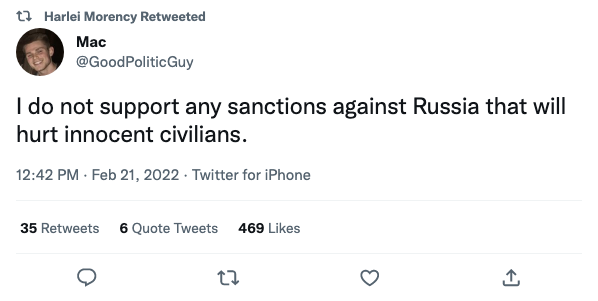 Harlei Morency Retweeted
Mac
@GoodPoliticGuy
I do not support any sanctions against Russia that will
hurt innocent civilians.
12:42 PM · Feb 21, 2022 · Twitter for iPhone
35 Retweets 6 Quote Tweets 469 Likes